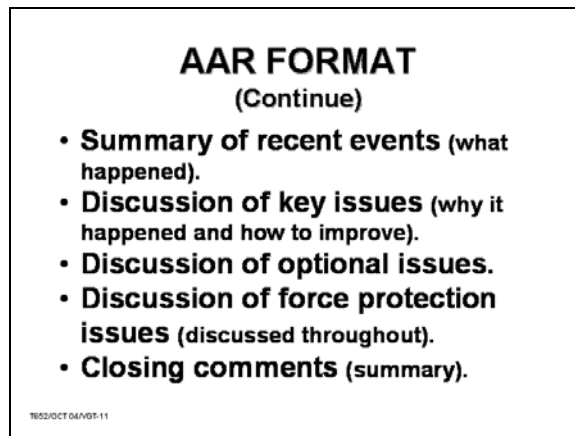 AAR FORMAT
(Continue)
• Summary of recent events (what
happened).
• Discussion of key issues (why it
happened and how to improve).
• Discussion of optional issues.
• Discussion of force protection
issues (discussed throughout).
• Closing comments (summary).
T652/OCT 04/VGT-11